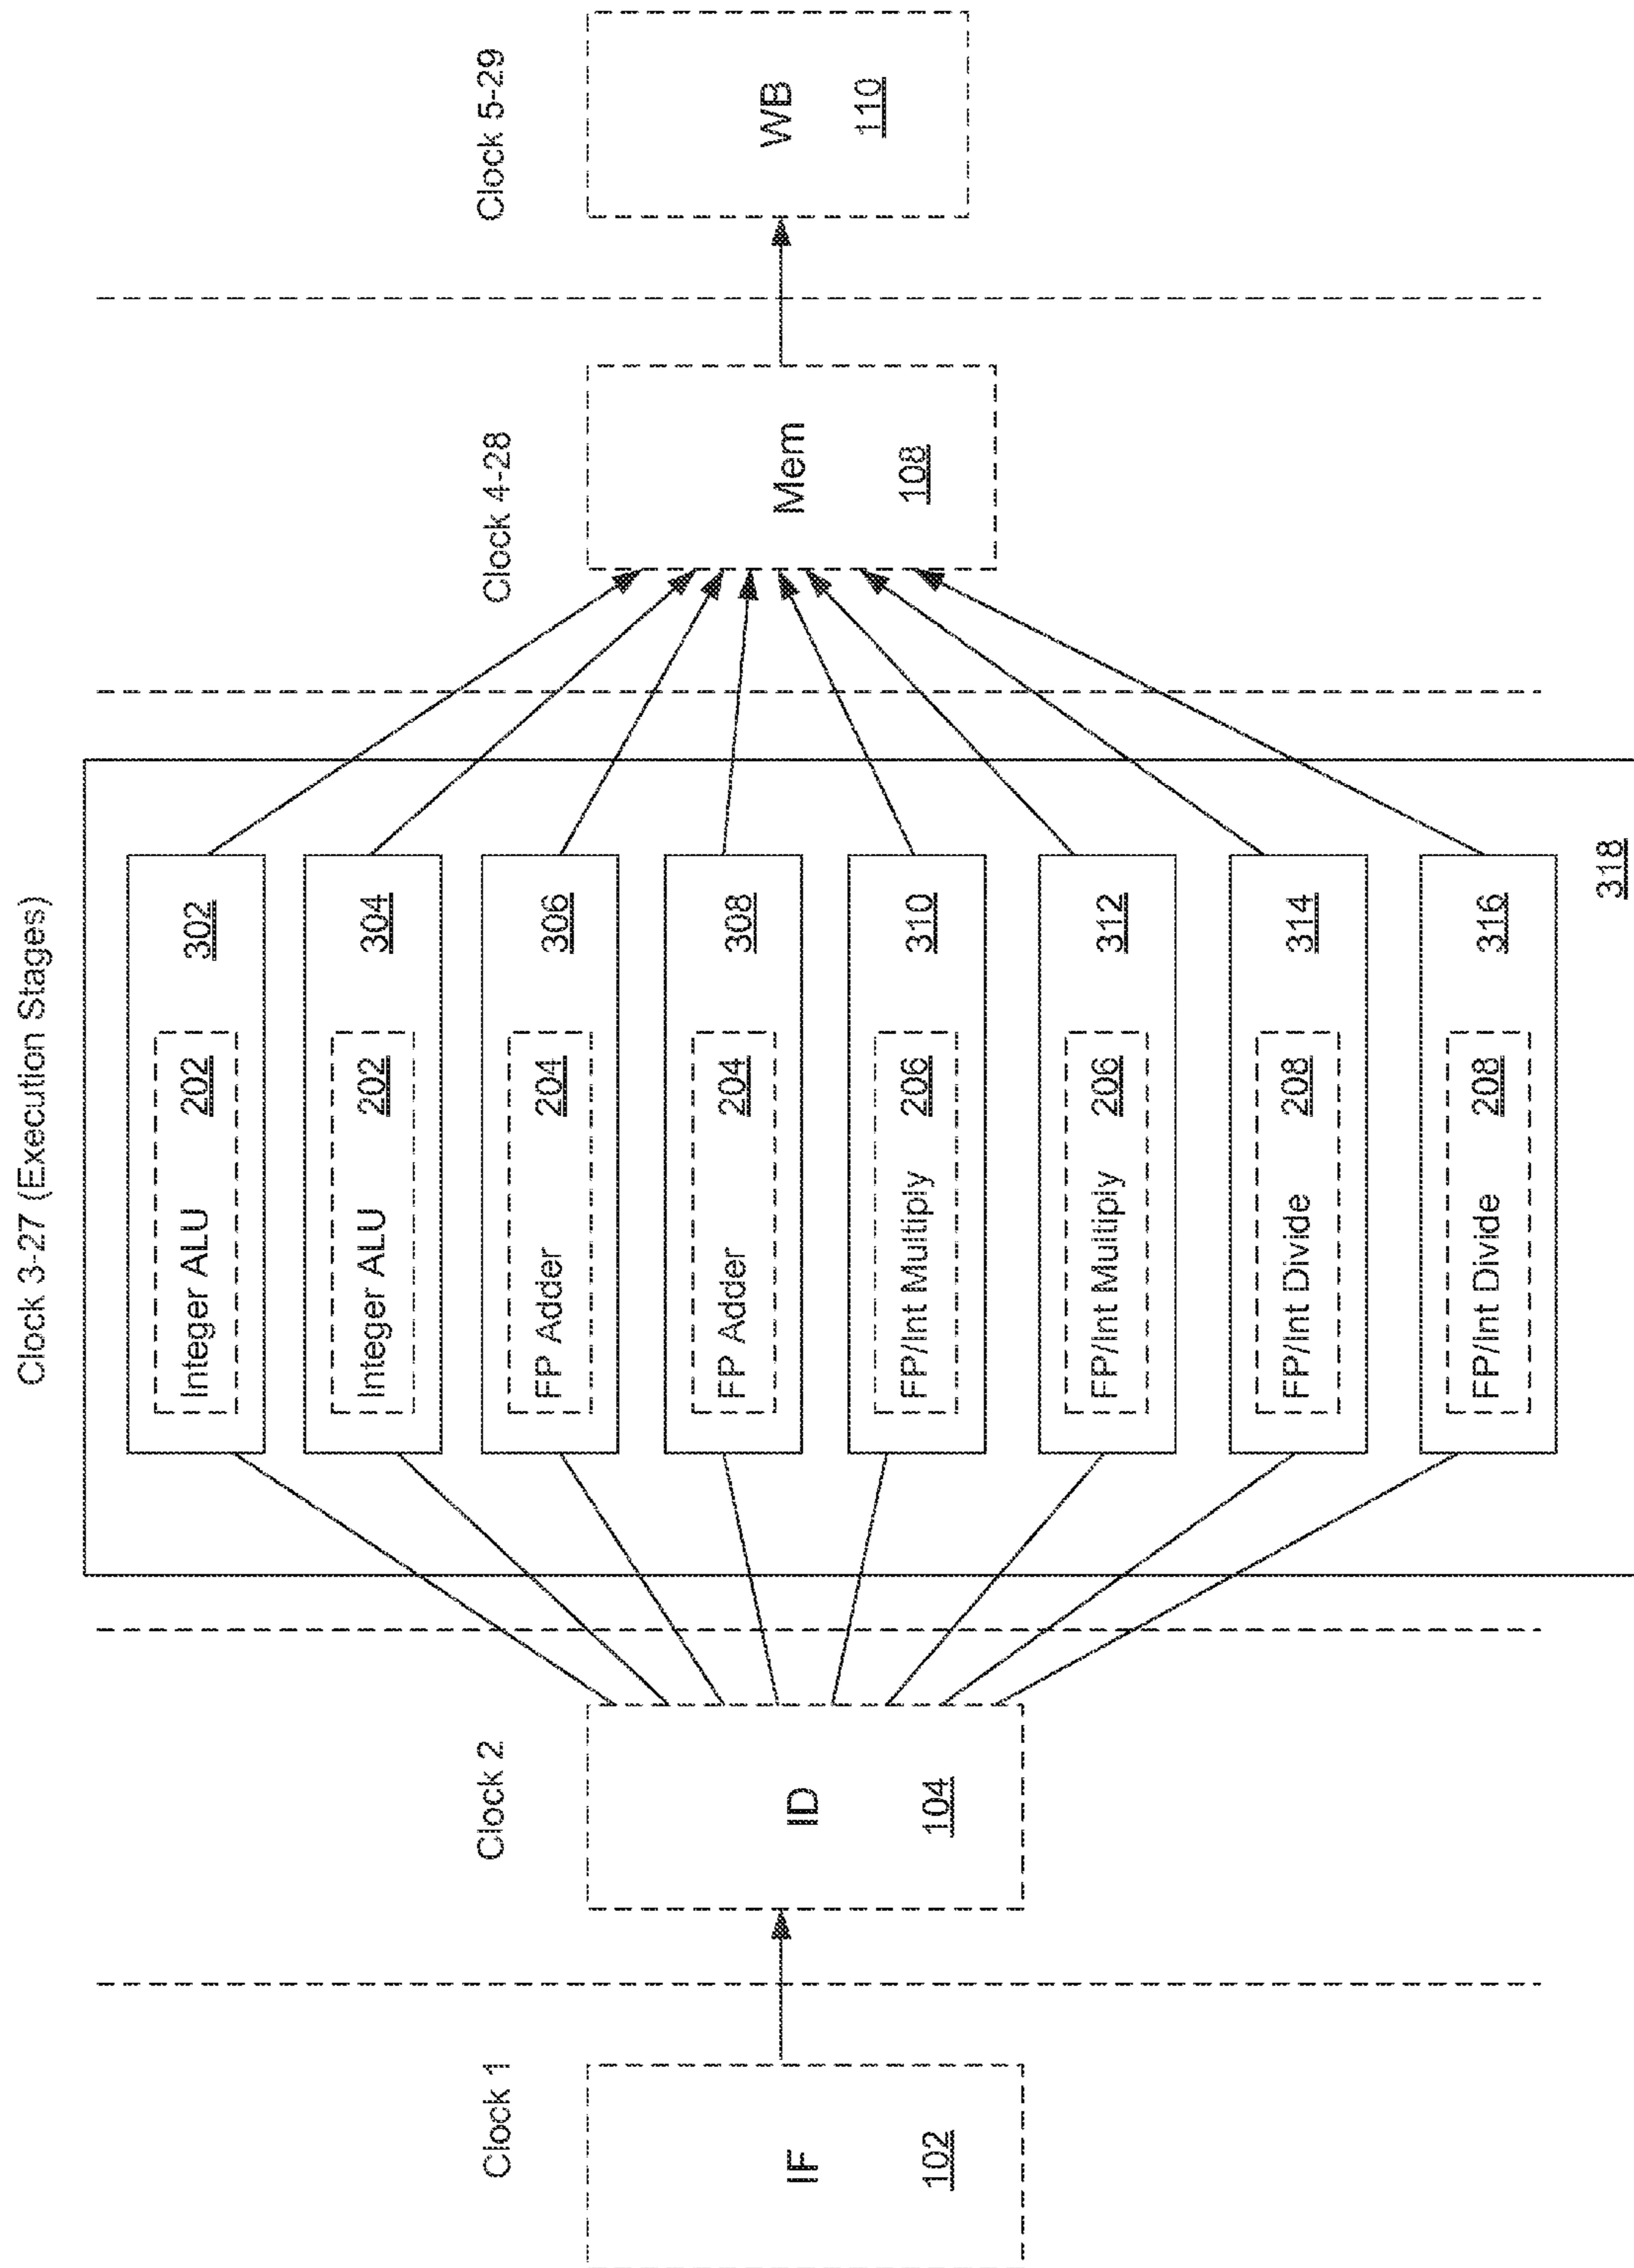 Clock 1
IF
102
Clock 2
ID
104
Clock 3-27 (Execution Stages)
Integer ALU 202 302
Integer ALU 202 304
FP Adder 204 306
FP Adder 204 308
FP/Int Multiply 206 310
FP/Int Multiply 206 312
FP/Int Divide 208 314
FP/Int Divide 208 316
318
Clock 4-28
Mem
108
Clock 5-29
WB
110